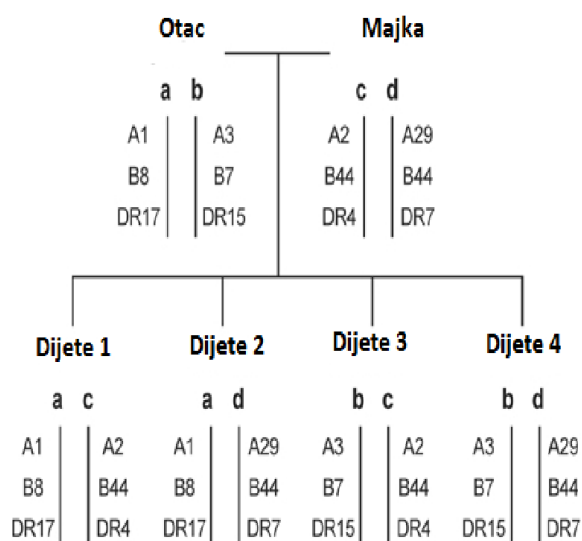 Otac Majka
a b c d
A1 A3 A2 A29
B8 B7 B44 B44
DR17 DR15 DR4 DR7
Dijete 1 Dijete 2 Dijete 3 Dijete 4
a c a d b c b d
A1 A2 A1 A29 A3 A2 A3 A29
B8 B44 B8 B44 B7 B44 B7 B44
DR17 DR4 DR17 DR7 DR15 DR4 DR15 DR7